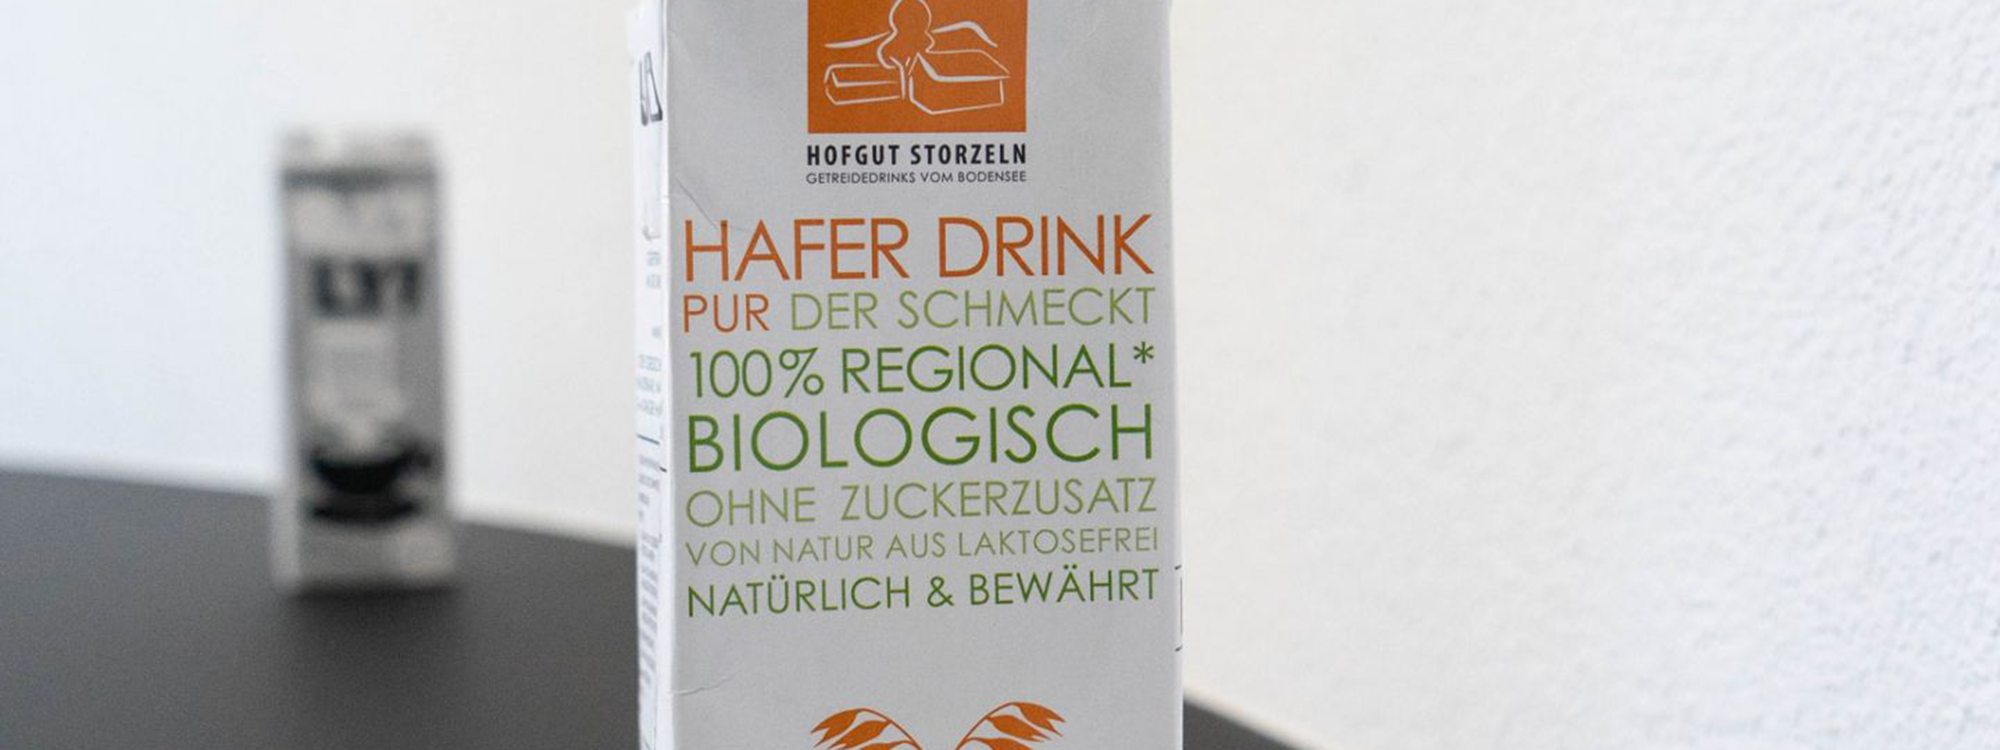 HOFGUT STORZELN
GETREIDEDRINKS VOM BODENSEE
HAFER DRINK
PUR DER SCHMECKT
100% REGIONAL*
BIOLOGISCH
OHNE ZUCKERZUSATZ
VON NATUR AUS LAKTOSEFREI
NATÜRLICH & BEWÄHRT